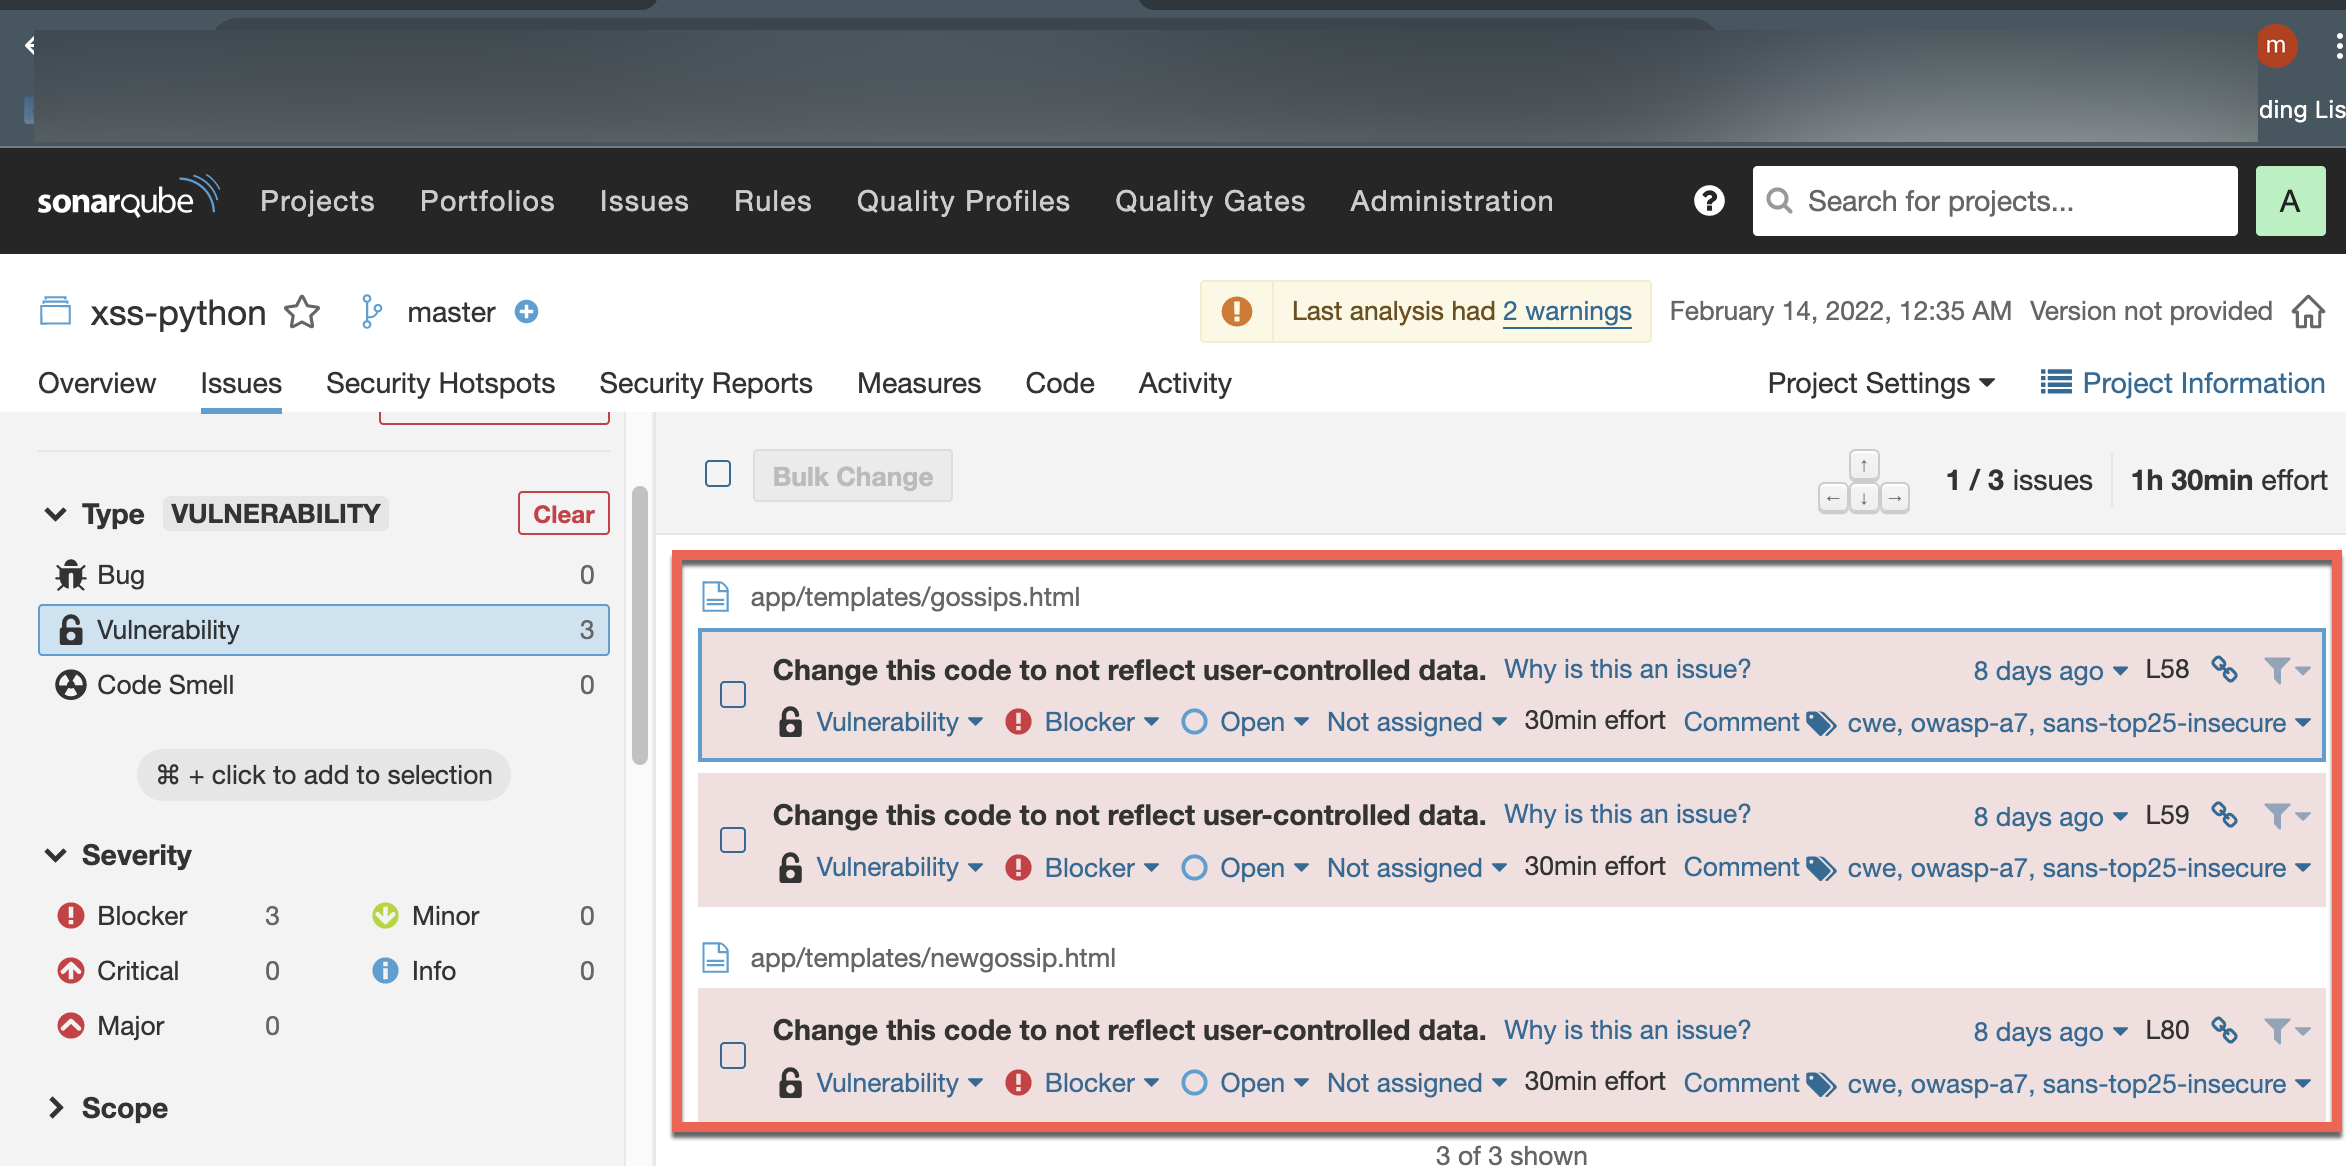 m
ding Lis
sonarqube Projects Portfolios Issues Rules Quality Profiles Quality Gates Administration ? Search for projects... A
xss-python master Last analysis had 2 warnings February 14, 2022, 12:35 AM Version not provided
Overview Issues Security Hotspots Security Reports Measures Code Activity Project Settings Project Information
Type VULNERABILITY Clear
Bug 0
Vulnerability 3
Code Smell 0
⌘ + click to add to selection
Severity
Blocker 3 Minor 0
Critical 0 Info 0
Major 0
Scope
Bulk Change ↑ ← ↓ → 1 / 3 issues 1h 30min effort
app/templates/gossips.html
Change this code to not reflect user-controlled data. Why is this an issue? 8 days ago L58
Vulnerability Blocker Open Not assigned 30min effort Comment cwe, owasp-a7, sans-top25-insecure
Change this code to not reflect user-controlled data. Why is this an issue? 8 days ago L59
Vulnerability Blocker Open Not assigned 30min effort Comment cwe, owasp-a7, sans-top25-insecure
app/templates/newgossip.html
Change this code to not reflect user-controlled data. Why is this an issue? 8 days ago L80
Vulnerability Blocker Open Not assigned 30min effort Comment cwe, owasp-a7, sans-top25-insecure
3 of 3 shown